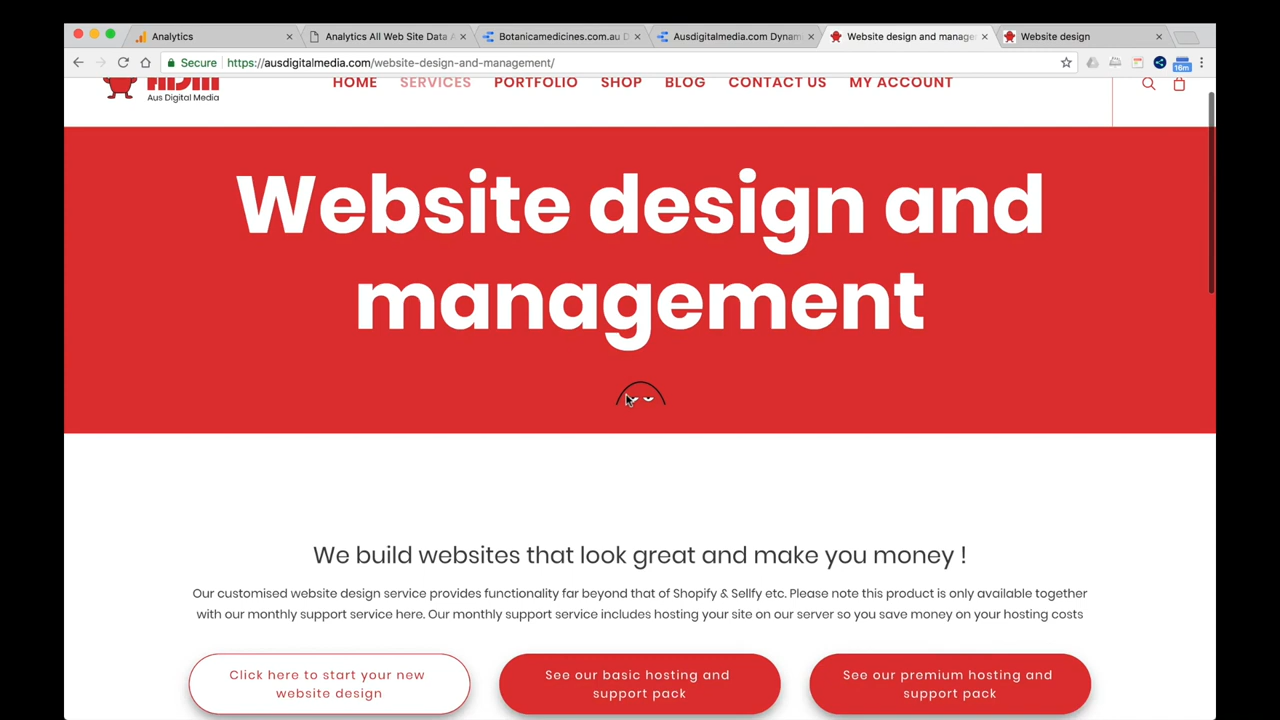 Analytics
Analytics All Web Site Data A
Botanicamedicines.com.au D
Ausdigitalmedia.com Dynam
Website design and manage
Website design
Secure https://ausdigitalmedia.com/website-design-and-management/
16m
ADM
Aus Digital Media
HOME SERVICES PORTFOLIO SHOP BLOG CONTACT US MY ACCOUNT
Website design and
management
We build websites that look great and make you money !
Our customised website design service provides functionality far beyond that of Shopify & Sellfy etc. Please note this product is only available together
with our monthly support service here. Our monthly support service includes hosting your site on our server so you save money on your hosting costs
Click here to start your new
website design
See our basic hosting and
support pack
See our premium hosting and
support pack